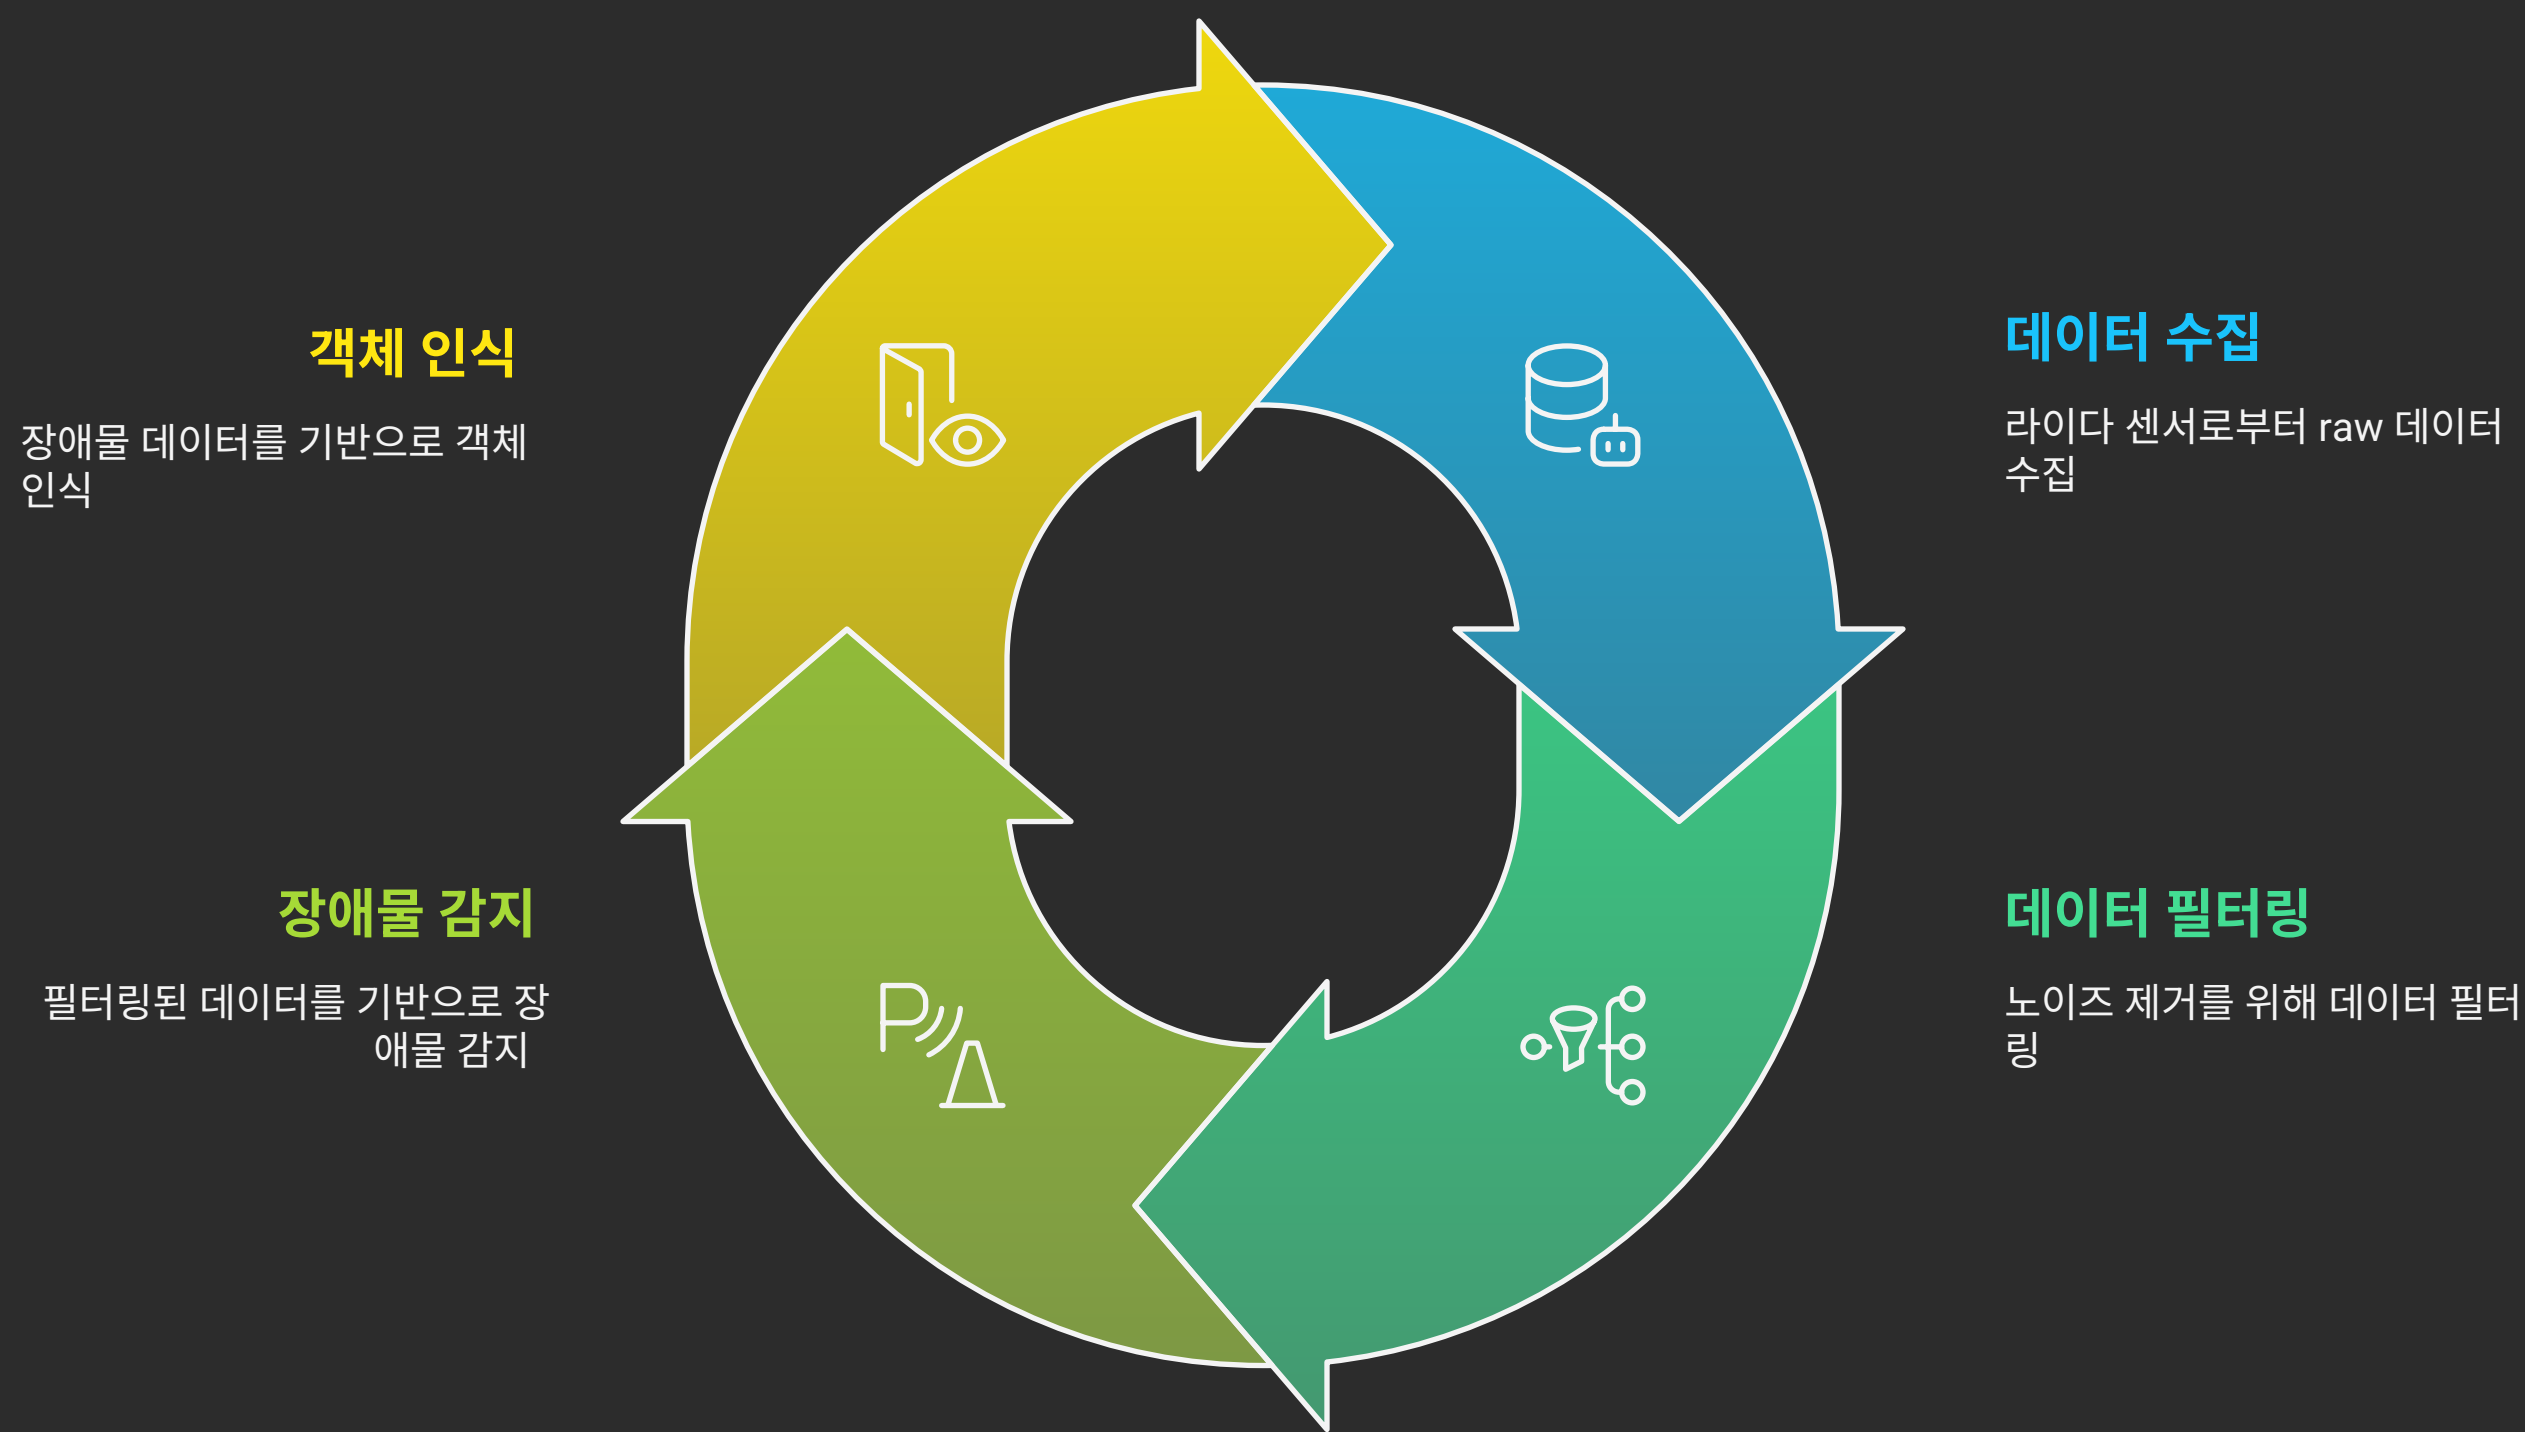 객체 인식
장애물 데이터를 기반으로 객체
인식
데이터 수집
라이다 센서로부터 raw 데이터
수집
장애물 감지
필터링된 데이터를 기반으로 장
애물 감지
데이터 필터링
노이즈 제거를 위해 데이터 필터
링